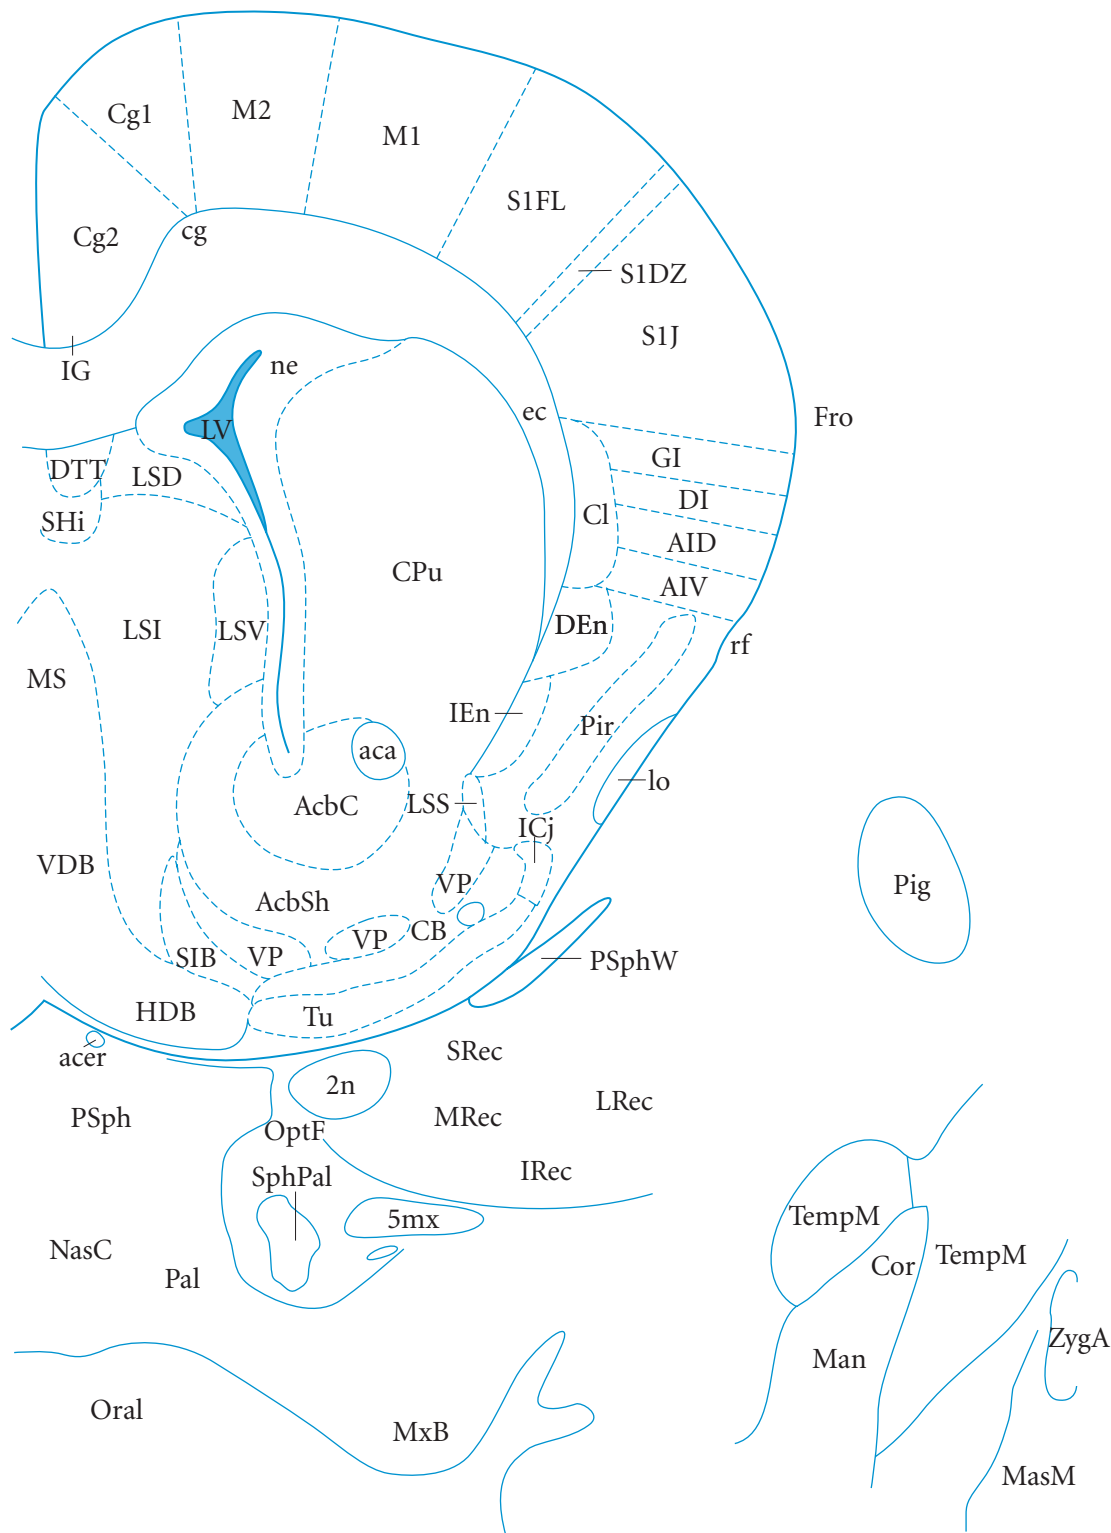 Cg1
M2
M1
S1FL
Cg2
cg
S1DZ
S1J
IG
ne
ec
Fro
LV
GI
DTT
LSD
DI
SHi
Cl
AID
CPu
AIV
LSI
LSV
DEn
rf
MS
IEn
Pir
aca
lo
AcbC
LSS
ICj
VDB
VP
Pig
AcbSh
CB
VP
SIB
VP
PSphW
HDB
Tu
acer
SRec
2n
LRec
PSph
MRec
OptF
IRec
SphPal
5mx
TempM
NasC
TempM
Cor
Pal
ZygA
Man
Oral
MxB
MasM